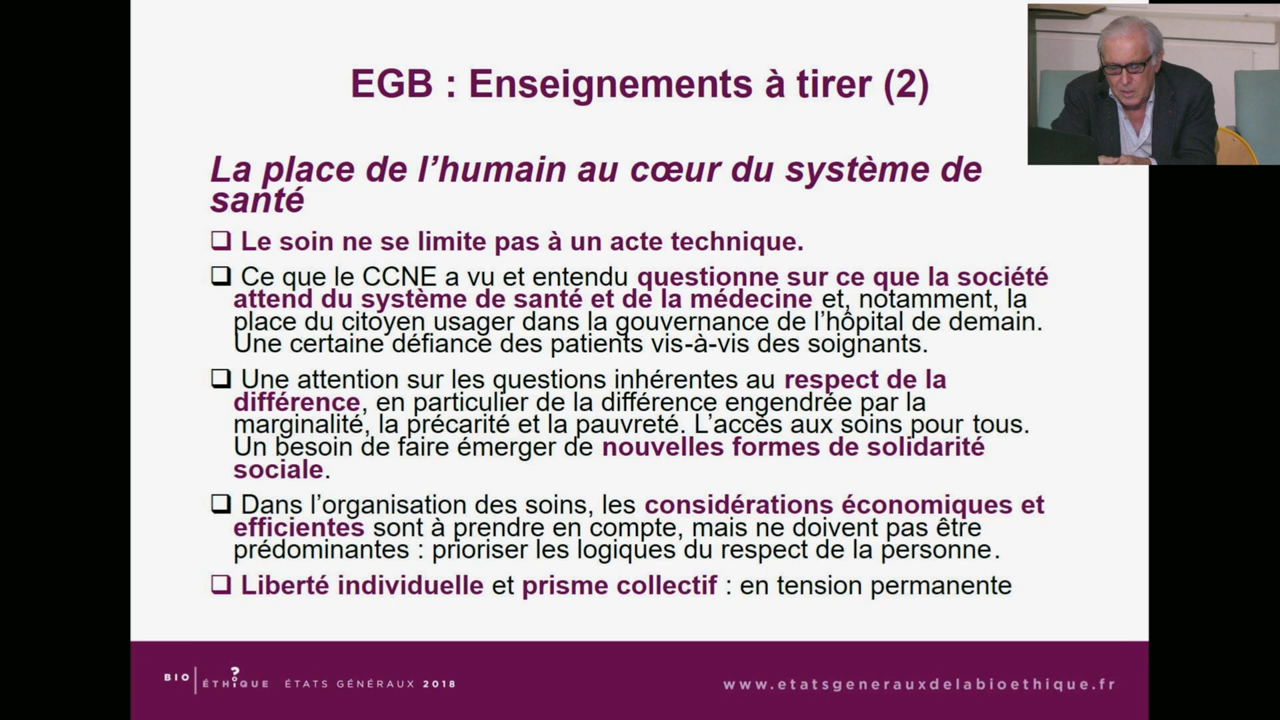 EGB : Enseignements à tirer (2)
La place de l’humain au cœur du système de
santé
❑ Le soin ne se limite pas à un acte technique.
❑ Ce que le CCNE a vu et entendu questionne sur ce que la société
attend du système de santé et de la médecine et, notamment, la
place du citoyen usager dans la gouvernance de l’hôpital de demain.
Une certaine défiance des patients vis-à-vis des soignants.
❑ Une attention sur les questions inhérentes au respect de la
différence, en particulier de la différence engendrée par la
marginalité, la précarité et la pauvreté. L’accès aux soins pour tous.
Un besoin de faire émerger de nouvelles formes de solidarité
sociale.
❑ Dans l’organisation des soins, les considérations économiques et
efficientes sont à prendre en compte, mais ne doivent pas être
prédominantes : prioriser les logiques du respect de la personne.
❑ Liberté individuelle et prisme collectif : en tension permanente
BIO ÉTHIQUE ÉTATS GÉNÉRAUX 2018
www.etatsgenerauxdelabioethique.fr